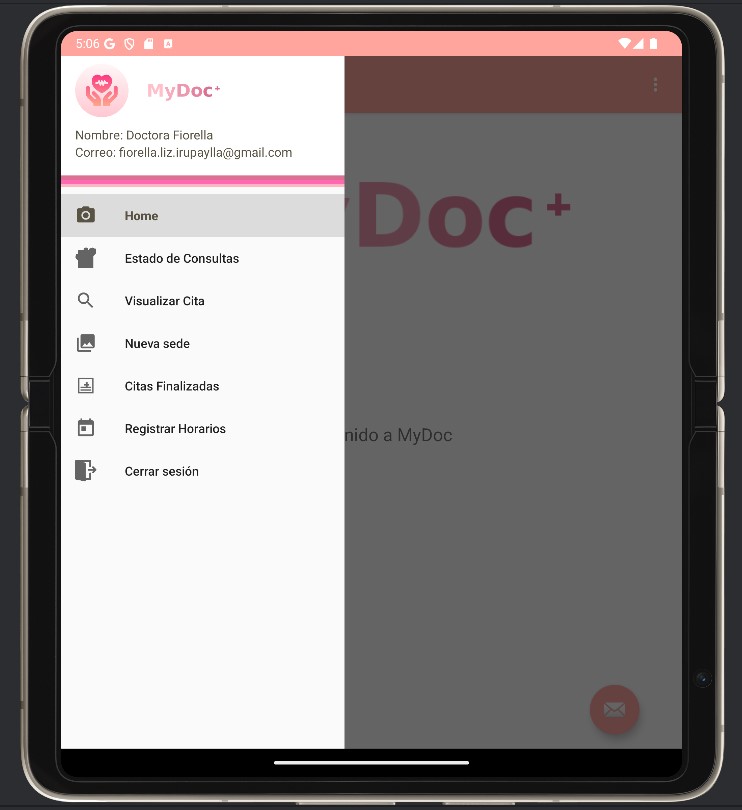 5:06
MyDoc+
Nombre: Doctora Fiorella
Correo: fiorella.liz.irupaylla@gmail.com
Home
Estado de Consultas
Visualizar Cita
Nueva sede
Citas Finalizadas
Registrar Horarios
Cerrar sesión
Doc+
nido a MyDoc